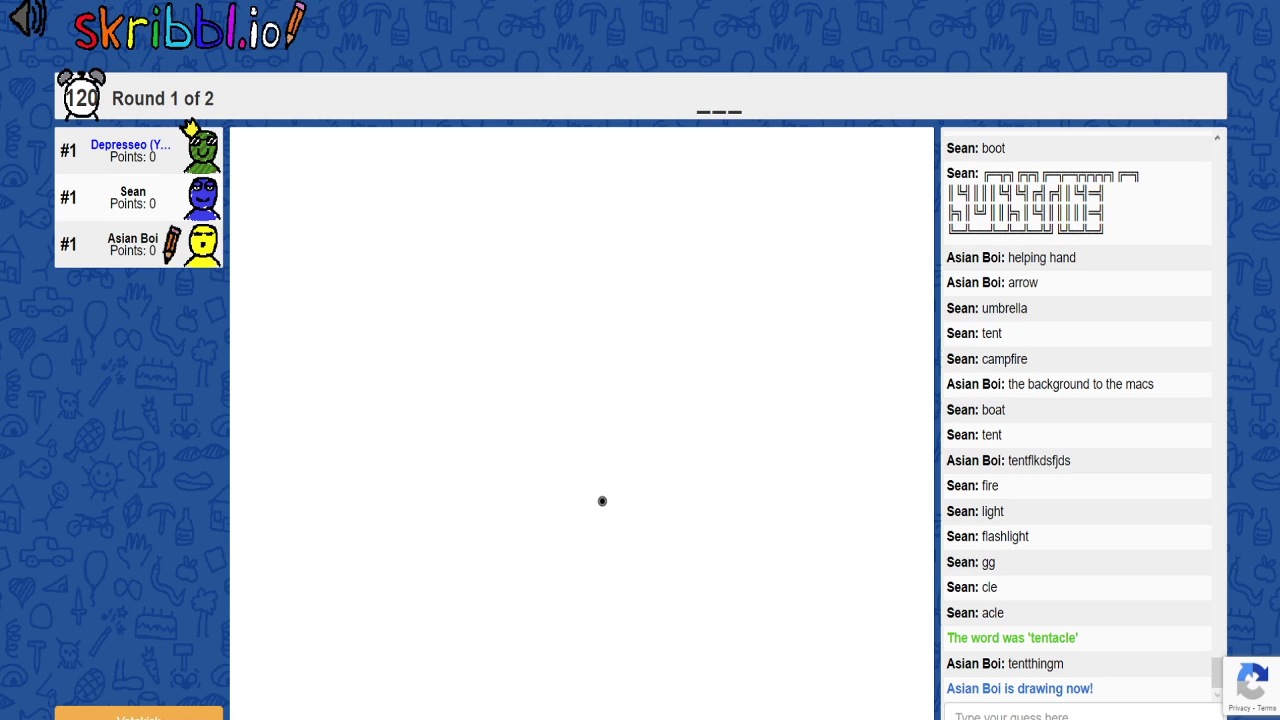 skribbl.io!
120 Round 1 of 2
___
#1 Depresseo (Y...
Points: 0
#1 Sean
Points: 0
#1 Asian Boi
Points: 0
Sean: boot
Asian Boi: helping hand
Asian Boi: arrow
Sean: umbrella
Sean: tent
Sean: campfire
Asian Boi: the background to the macs
Sean: boat
Sean: tent
Asian Boi: tentflkdsfjds
Sean: fire
Sean: light
Sean: flashlight
Sean: gg
Sean: cle
Sean: acle
The word was 'tentacle'
Asian Boi: tentthingm
Asian Boi is drawing now!
Type your guess here...
Votekick
Privacy - Terms